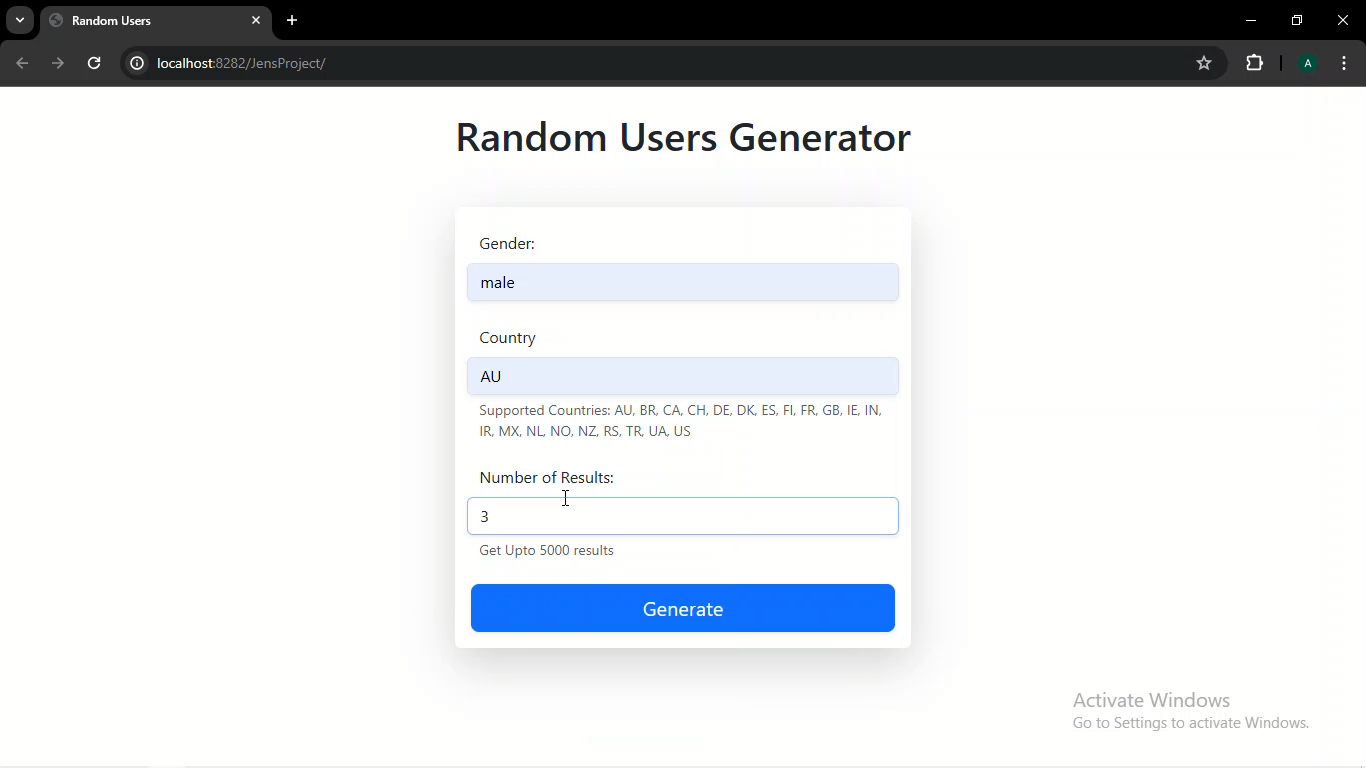 Random Users
localhost:8282/JensProject/
A
Random Users Generator
Gender:
male
Country
AU
Supported Countries: AU, BR, CA, CH, DE, DK, ES, FI, FR, GB, IE, IN,
IR, MX, NL, NO, NZ, RS, TR, UA, US
Number of Results:
3
Get Upto 5000 results
Generate
Activate Windows
Go to Settings to activate Windows.